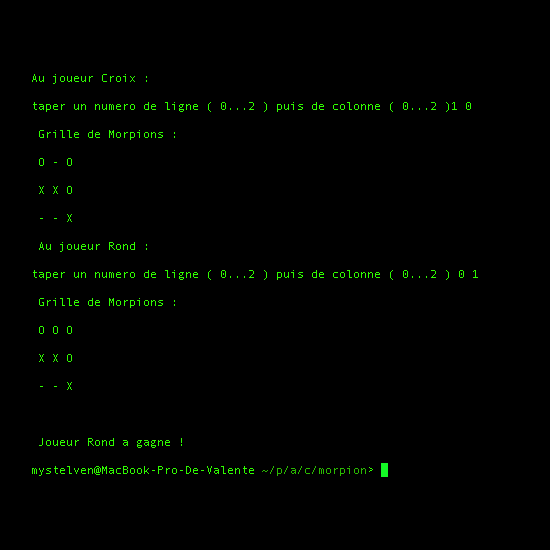 Au joueur Croix :
taper un numero de ligne ( 0...2 ) puis de colonne ( 0...2 )1 0
Grille de Morpions :
O - O
X X O
- - X
Au joueur Rond :
taper un numero de ligne ( 0...2 ) puis de colonne ( 0...2 ) 0 1
Grille de Morpions :
O O O
X X O
- - X
Joueur Rond a gagne !
mystelven@MacBook-Pro-De-Valente ~/p/a/c/morpion>